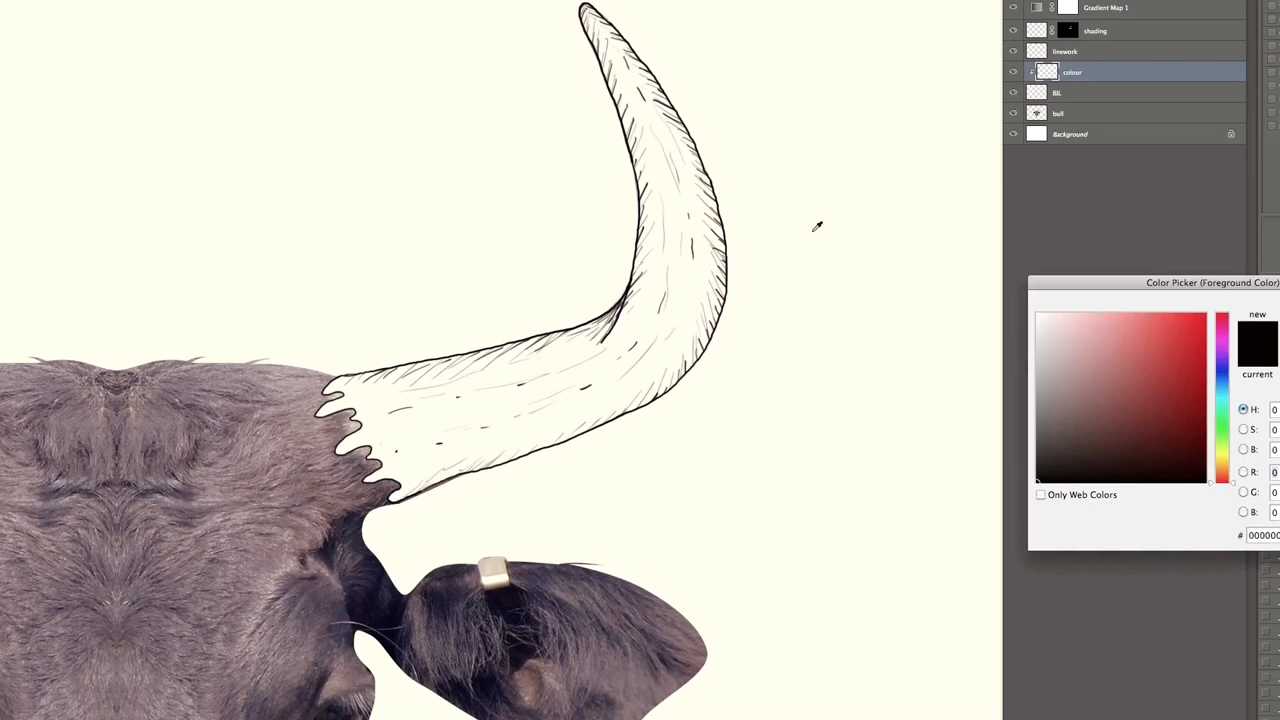 Gradient Map 1
shading
linework
colour
fill
bull
Background
Color Picker (Foreground Color)
new
current
H: 0
S: 0
B: 0
R: 0
G: 0
B: 0
Only Web Colors
# 000000